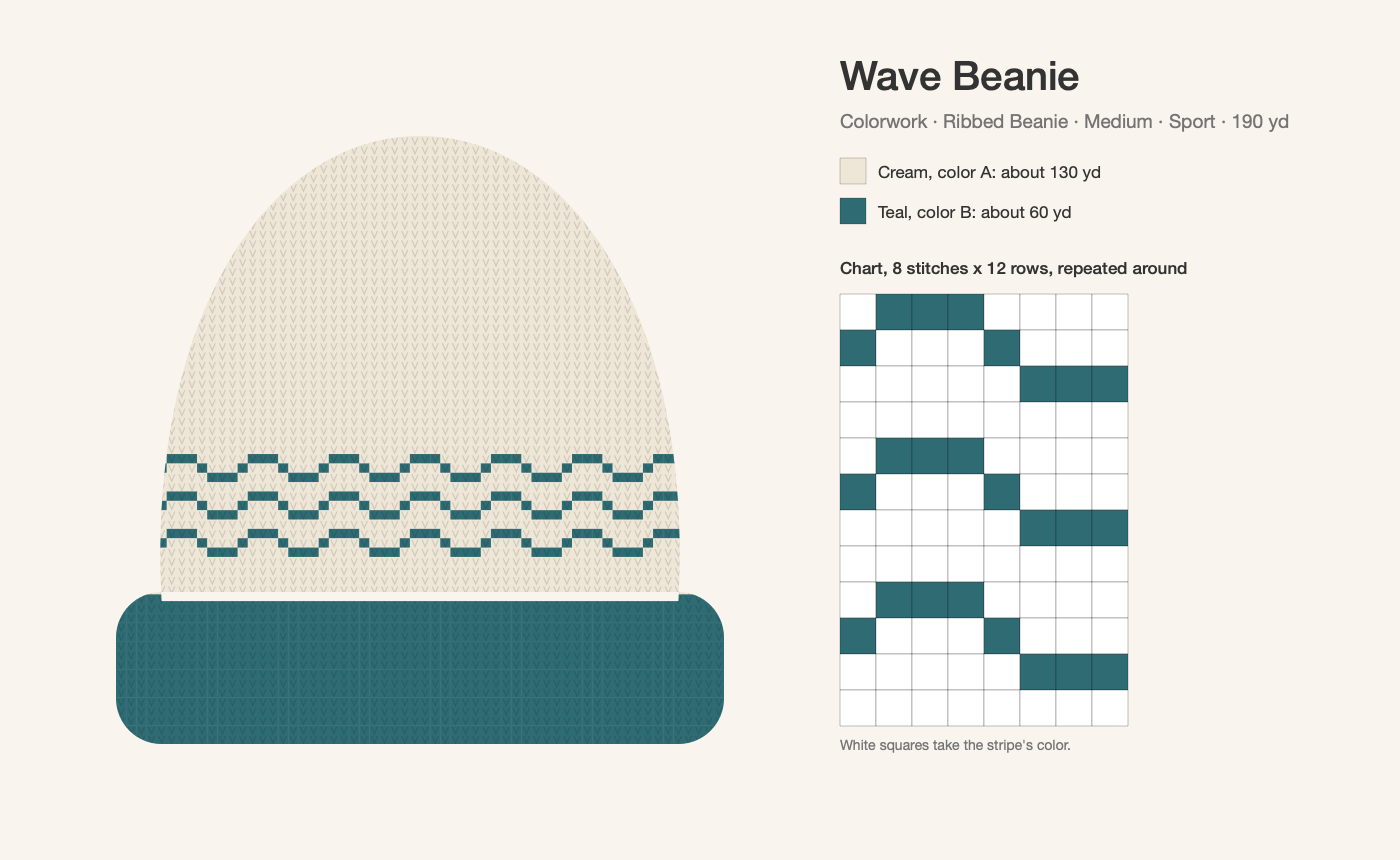 Wave Beanie
Colorwork · Ribbed Beanie · Medium · Sport · 190 yd
Cream, color A: about 130 yd
Teal, color B: about 60 yd
Chart, 8 stitches x 12 rows, repeated around
White squares take the stripe's color.